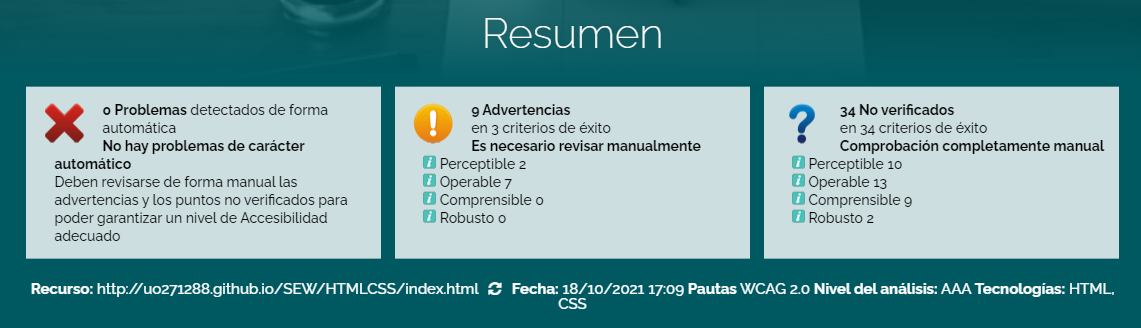 Resumen
0 Problemas detectados de forma
automática
No hay problemas de carácter
automático
Deben revisarse de forma manual las
advertencias y los puntos no verificados para
poder garantizar un nivel de Accesibilidad
adecuado
9 Advertencias
en 3 criterios de éxito
Es necesario revisar manualmente
Perceptible 2
Operable 7
Comprensible 0
Robusto 0
34 No verificados
en 34 criterios de éxito
Comprobación completamente manual
Perceptible 10
Operable 13
Comprensible 9
Robusto 2
Recurso: http://uo271288.github.io/SEW/HTMLCSS/index.html Fecha: 18/10/2021 17:09 Pautas WCAG 2.0 Nivel del análisis: AAA Tecnologías: HTML,
CSS